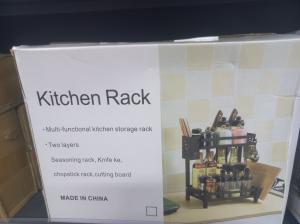 Kitchen Rack
·Multi-functional kitchen storage rack
·Two layers
Seasoning rack, Knife ke,
chopstick rack,cutting board
MADE IN CHINA